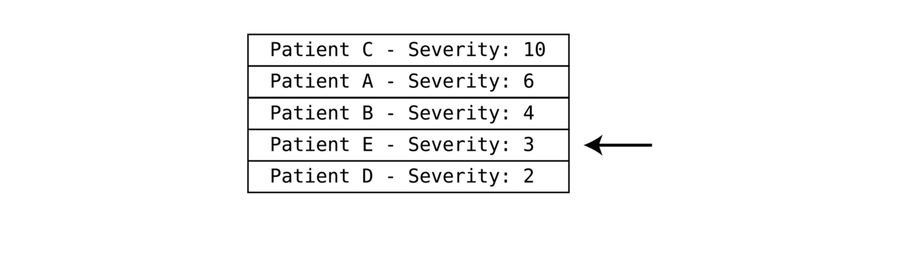 Patient C - Severity: 10
Patient A - Severity: 6
Patient B - Severity: 4
Patient E - Severity: 3
Patient D - Severity: 2